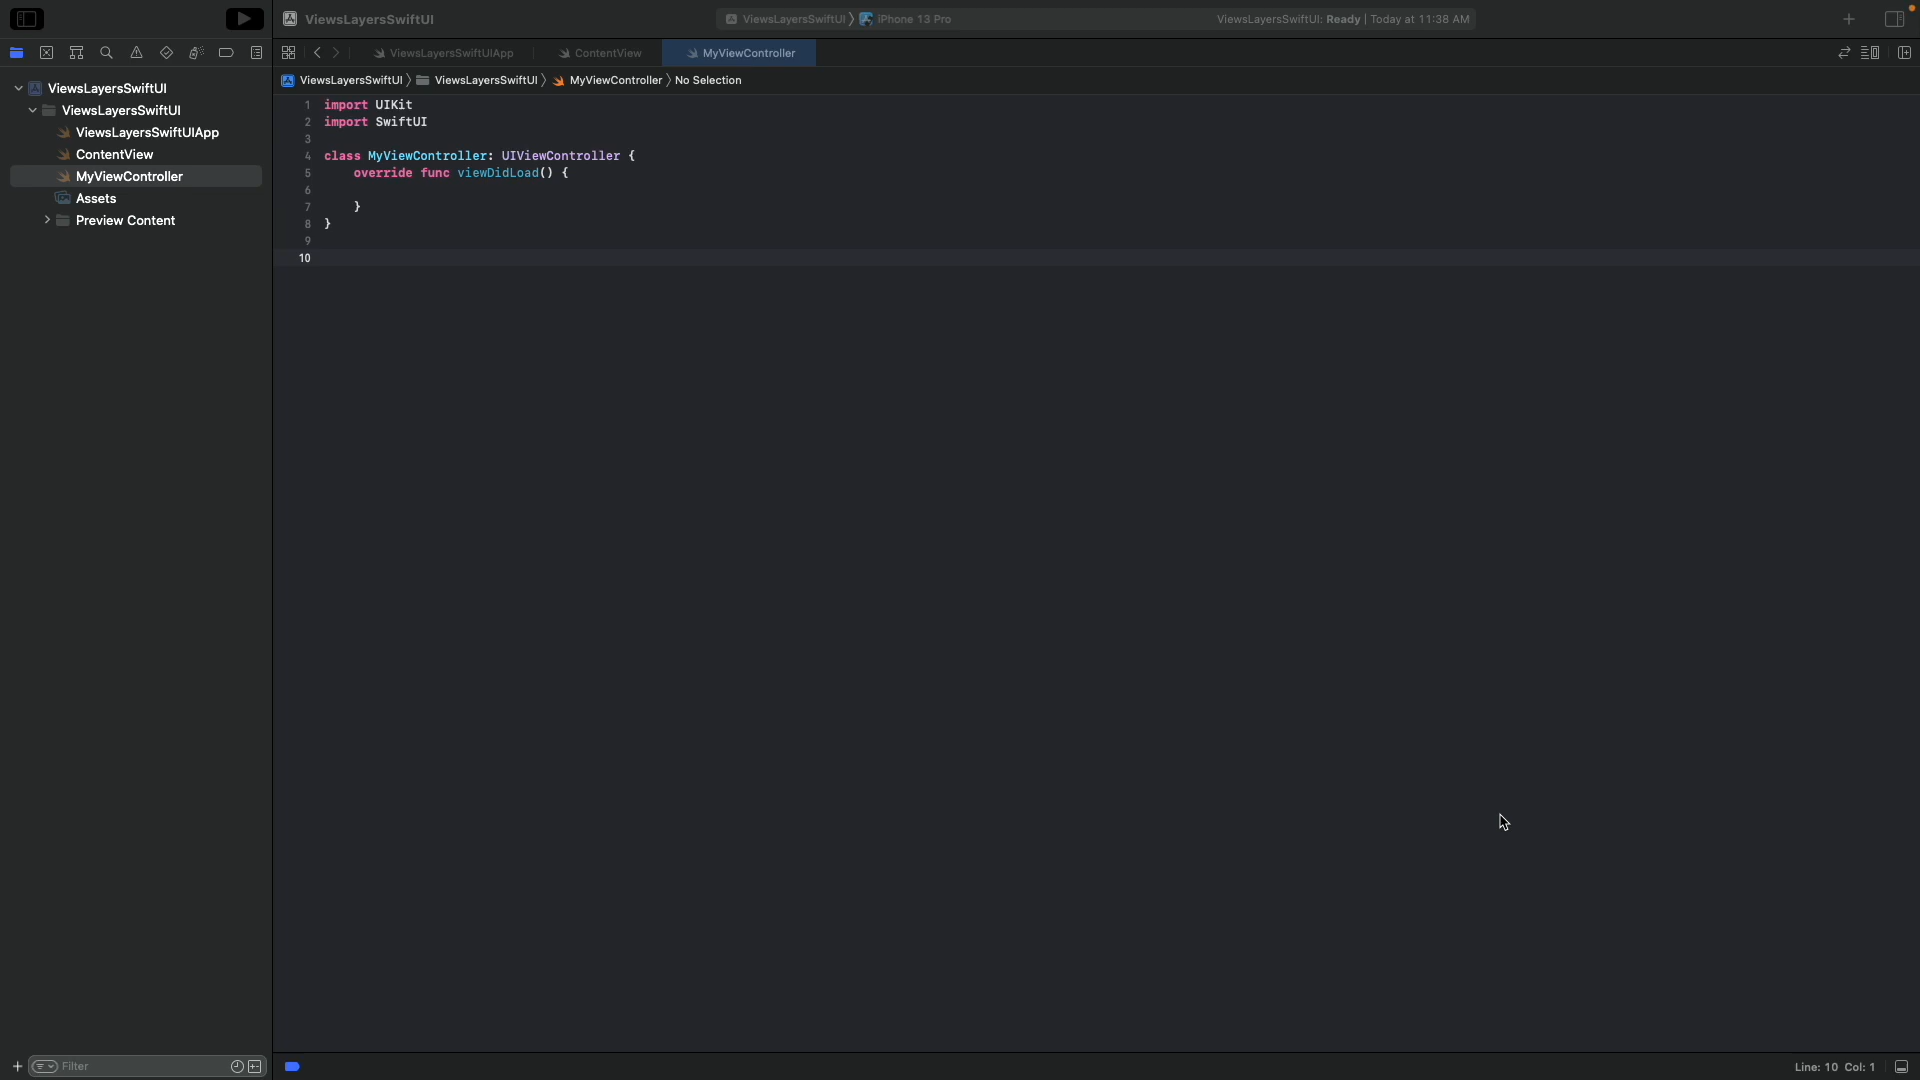 ViewsLayersSwiftUI
ViewsLayersSwiftUI
iPhone 13 Pro
ViewsLayersSwiftUI: Ready | Today at 11:38 AM
ViewsLayersSwiftUIApp
ContentView
MyViewController
ViewsLayersSwiftUI
ViewsLayersSwiftUI
MyViewController
No Selection
ViewsLayersSwiftUI
ViewsLayersSwiftUI
ViewsLayersSwiftUIApp
ContentView
MyViewController
Assets
Preview Content
1 import UIKit
2 import SwiftUI
3
4 class MyViewController: UIViewController {
5 override func viewDidLoad() {
6
7 }
8 }
9
10
Filter
Line: 10 Col: 1